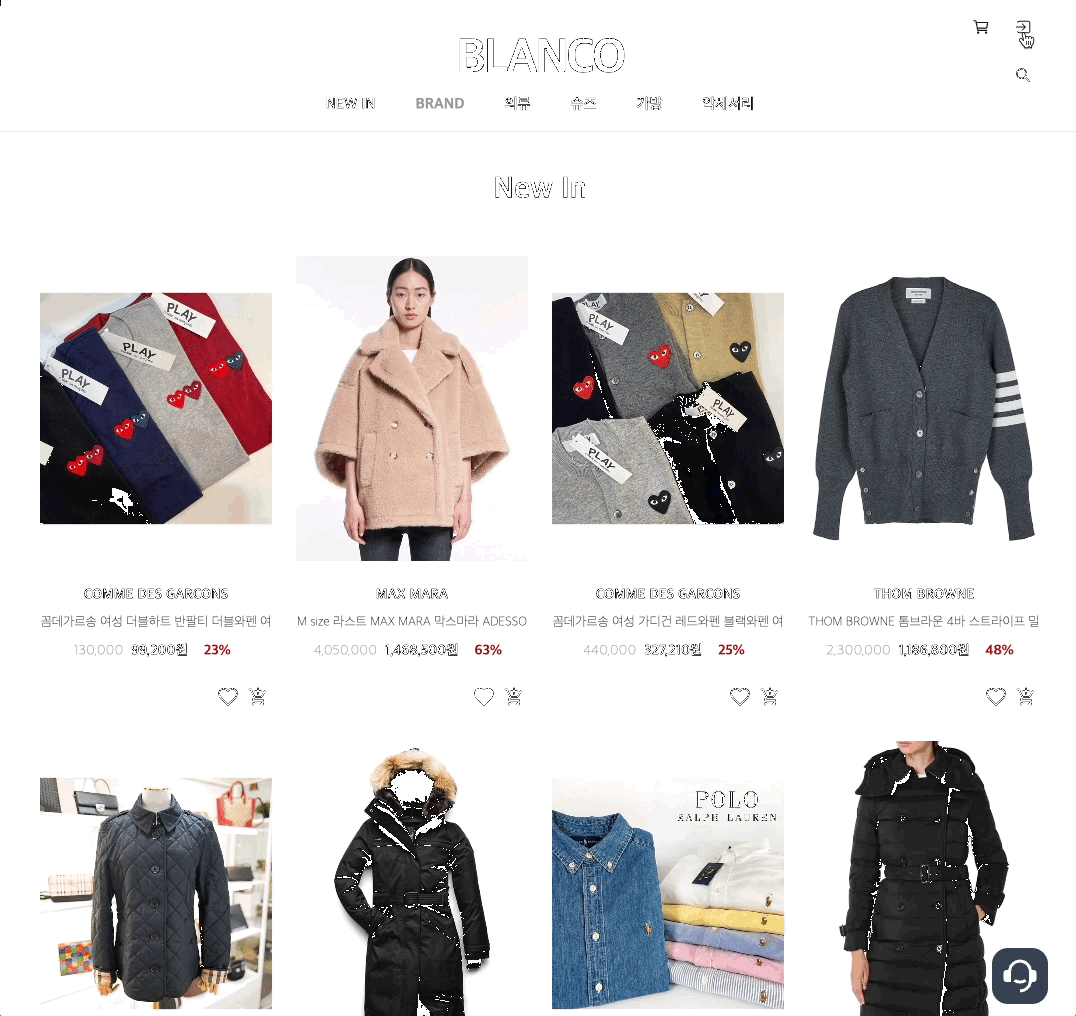 BLANCO
NEW IN BRAND 의류 슈즈 가방 악세서리
New In
PLAY
PLAY
PLAY
PLAY
PLAY
PLAY
PLAY
COMME DES GARCONS
꼼데가르송 여성 더블하트 반팔티 더블와펜 여
130,000 99,200원 23%
MAX MARA
M size 라스트 MAX MARA 막스마라 ADESSO
4,050,000 1,468,500원 63%
COMME DES GARCONS
꼼데가르송 여성 가디건 레드와펜 블랙와펜 여
440,000 327,210원 25%
THOM BROWNE
THOM BROWNE 톰브라운 4바 스트라이프 밀
2,300,000 1,186,800원 48%
POLO
RALPH LAUREN